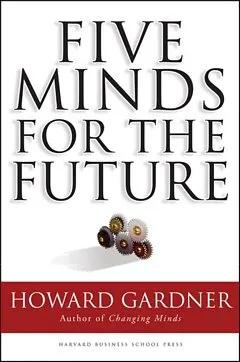 FIVE
MINDS
FOR THE
FUTURE
HOWARD GARDNER
Author of Changing Minds
HARVARD BUSINESS SCHOOL PRESS